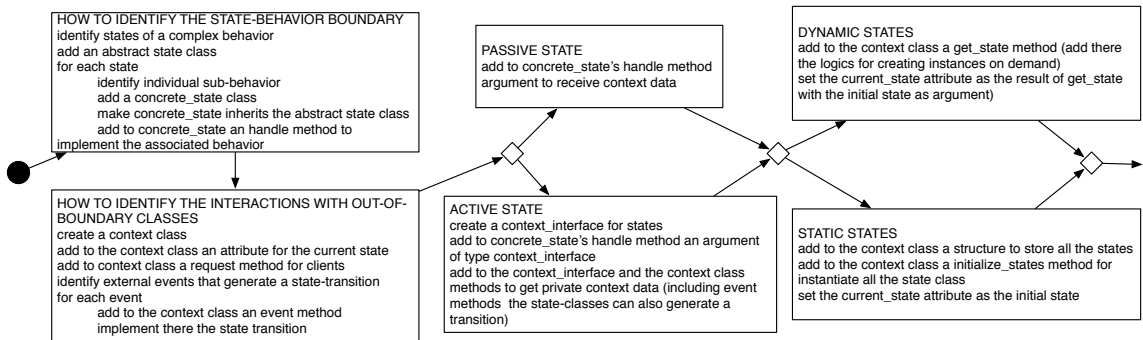 HOW TO IDENTIFY THE STATE-BEHAVIOR BOUNDARY
identify states of a complex behavior
add an abstract state class
for each state
identify individual sub-behavior
add a concrete_state class
make concrete_state inherits the abstract state class
add to concrete_state an handle method to
implement the associated behavior
HOW TO IDENTIFY THE INTERACTIONS WITH OUT-OF-
BOUNDARY CLASSES
create a context class
add to the context class an attribute for the current state
add to context class a request method for clients
identify external events that generate a state-transition
for each event
add to the context class an event method
implement there the state transition
PASSIVE STATE
add to concrete_state's handle method
argument to receive context data
ACTIVE STATE
create a context_interface for states
add to concrete_state's handle method an argument
of type context_interface
add to the context_interface and the context class
methods to get private context data (including event
methods the state-classes can also generate a
transition)
DYNAMIC STATES
add to the context class a get_state method (add there
the logics for creating instances on demand)
set the current_state attribute as the result of get_state
with the initial state as argument)
STATIC STATES
add to the context class a structure to store all the states
add to the context class a initialize_states method for
instantiate all the state class
set the current_state attribute as the initial state